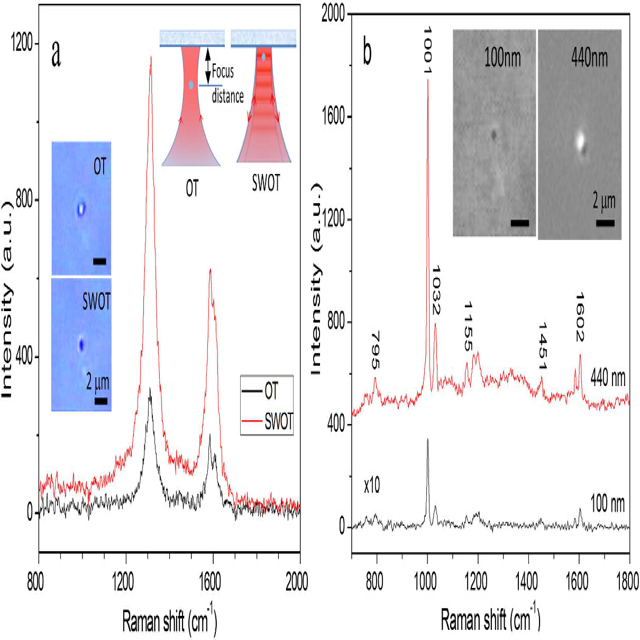 a
1200
800
400
0
Intensity (a.u.)
800
1200
1600
2000
Raman shift (cm-1)
OT
SWOT
2 μm
Focus
distance
OT
SWOT
OT
SWOT
b
2000
1800
1600
1500
1200
800
400
0
Intensity (a.u.)
800
1000
1200
1400
1600
1800
Raman shift (cm-1)
100nm
440nm
2 μm
795
1001
1032
1155
1451
1602
440 nm
x10
100 nm